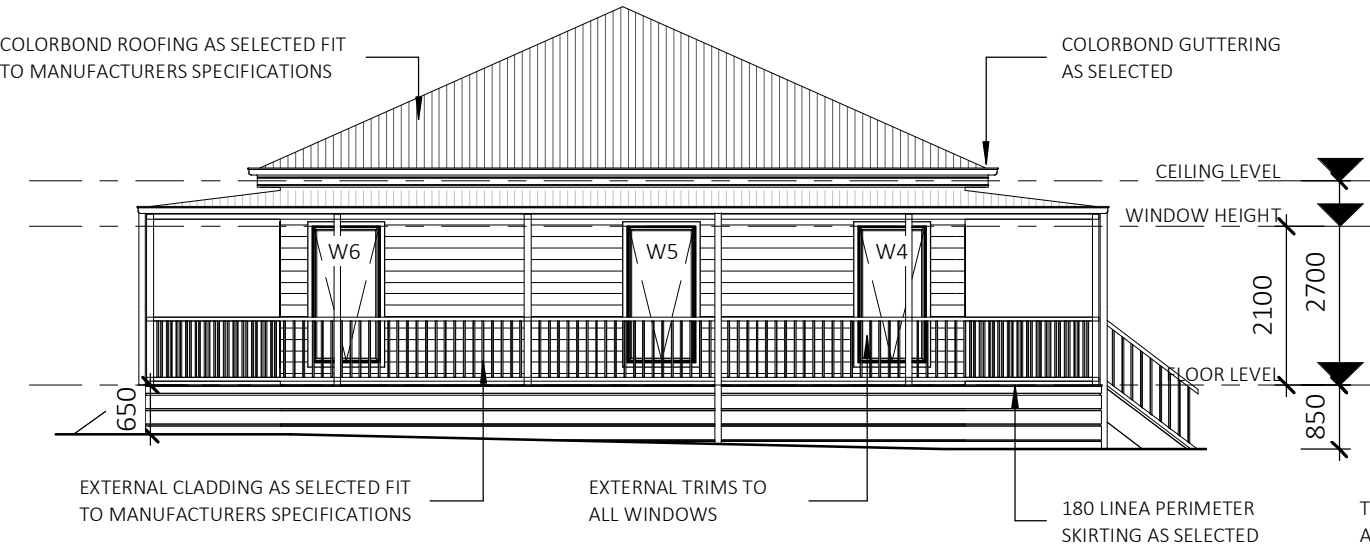 COLORBOND ROOFING AS SELECTED FIT
TO MANUFACTURERS SPECIFICATIONS
COLORBOND GUTTERING
AS SELECTED
CEILING LEVEL
WINDOW HEIGHT
W6
W5
W4
2100
2700
FLOOR LEVEL
650
850
EXTERNAL CLADDING AS SELECTED FIT
TO MANUFACTURERS SPECIFICATIONS
EXTERNAL TRIMS TO
ALL WINDOWS
180 LINEA PERIMETER
SKIRTING AS SELECTED